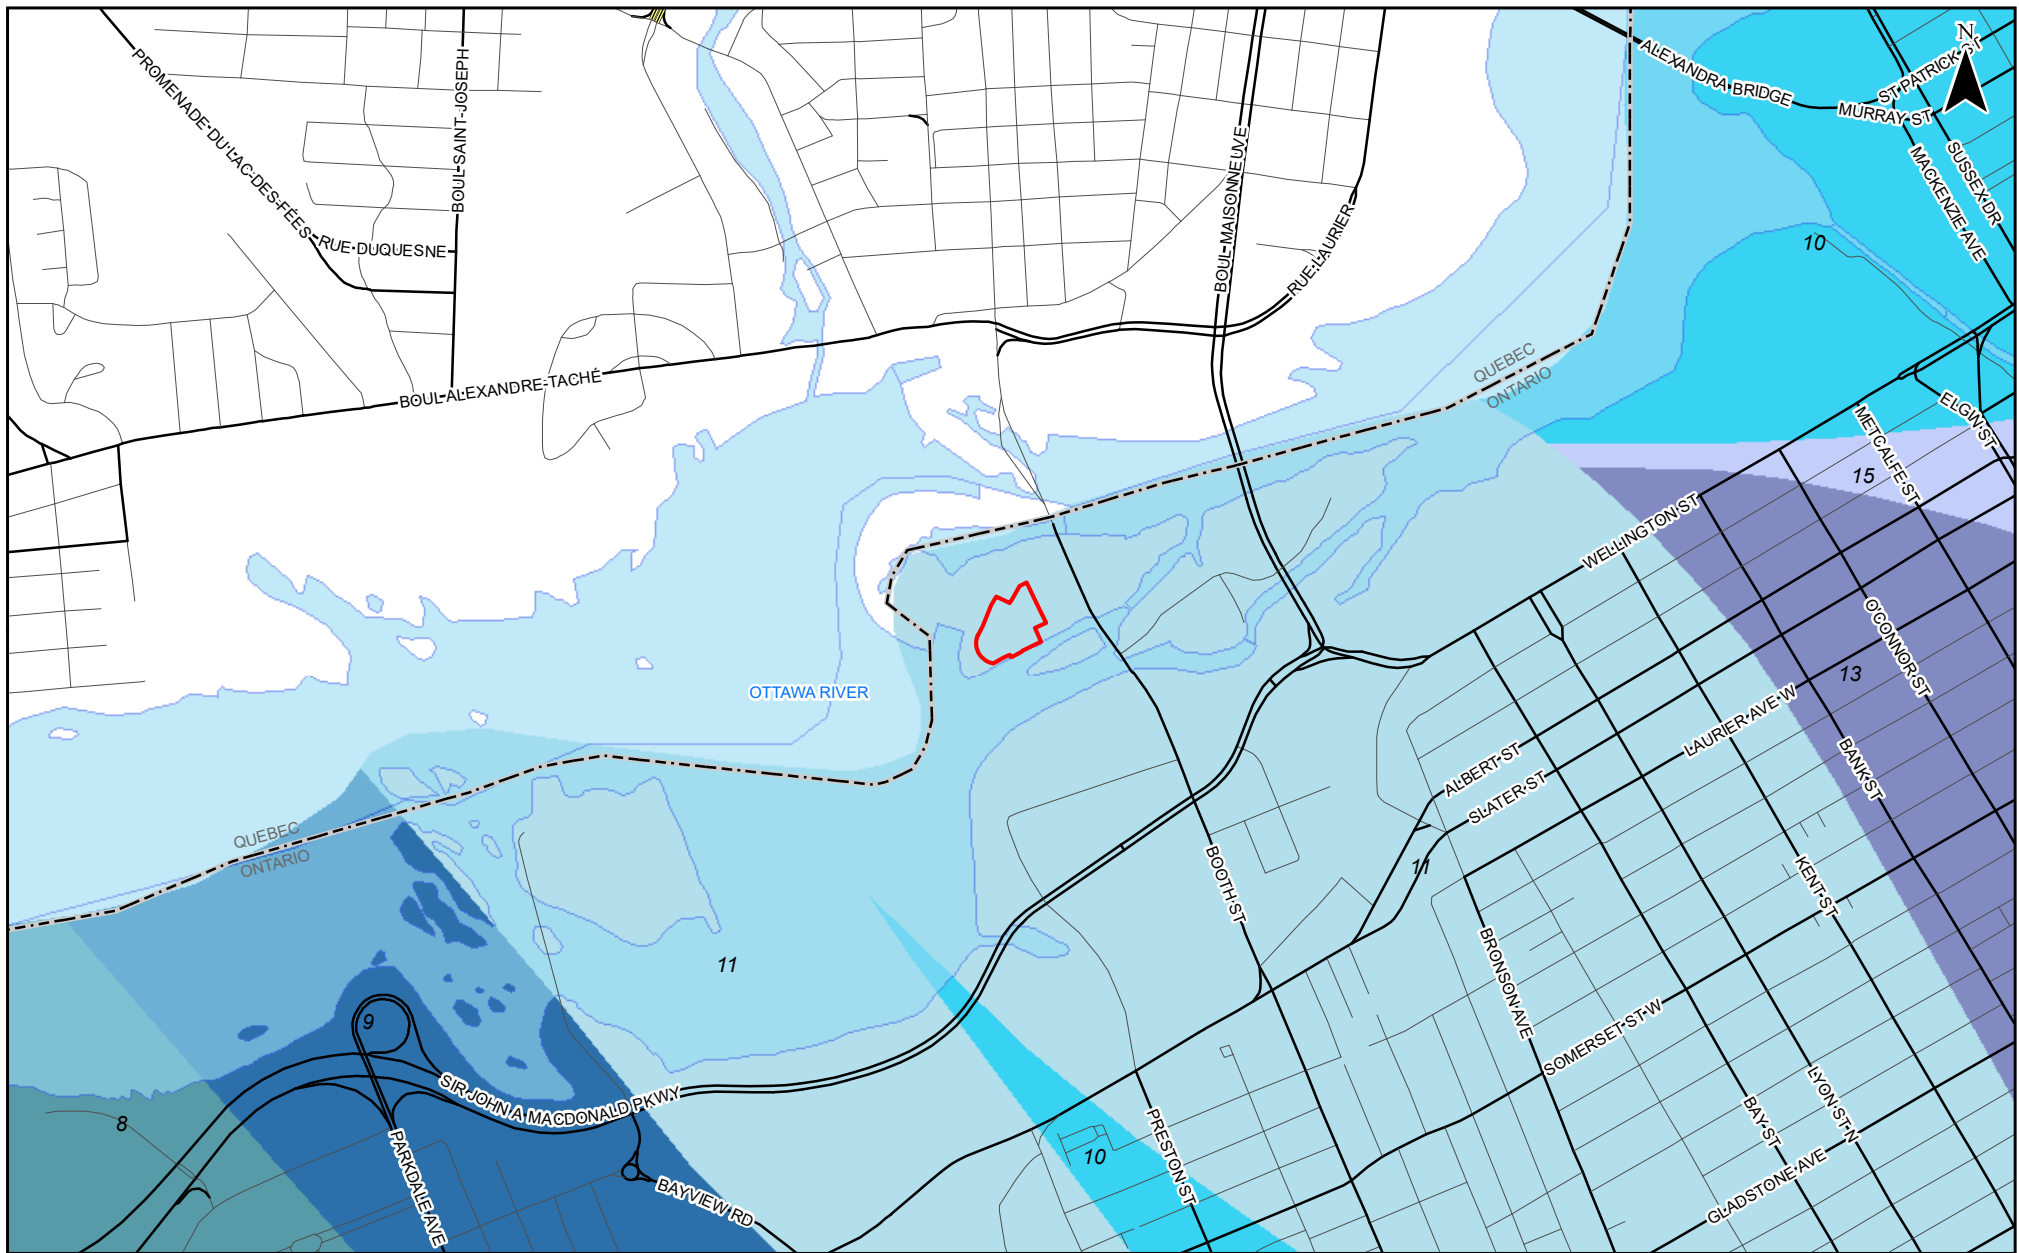 N
ALEXANDRA BRIDGE
ST PATRICK ST
MURRAY ST
SUSSEX DR
MACKENZIE AVE
10
PROMENADE DU LAC-DES-FÉES
BOUL SAINT-JOSEPH
RUE DUQUESNE
BOUL MAISONNEUVE
RUE LAURIER
BOUL ALEXANDRE-TACHÉ
QUEBEC
ONTARIO
ELGIN ST
METCALFE ST
15
WELLINGTON ST
O'CONNOR ST
13
OTTAWA RIVER
LAURIER AVE W
BANK ST
ALBERT ST
SLATER ST
QUEBEC
ONTARIO
BOOTH ST
11
KENT ST
11
BRONSON AVE
9
SOMERSET ST W
SIR JOHN A MACDONALD PKWY
8
LYON ST N
BAY ST
PARKDALE AVE
10
PRESTON ST
BAYVIEW RD
GLADSTONE AVE